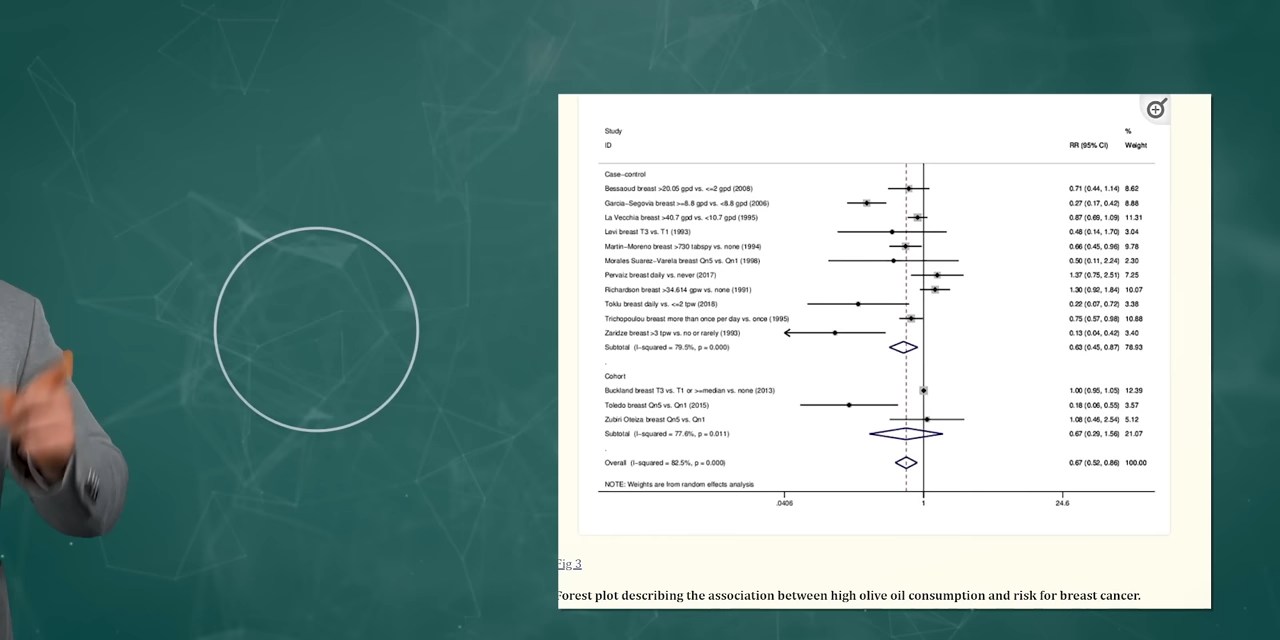 Study %
ID RR (95% CI) Weight
Case-control
Bessaoud breast >20.05 gpd vs. <=2 gpd (2008) 0.71 (0.44, 1.14) 8.62
Garcia-Segovia breast >=8.8 gpd vs. <8.8 gpd (2006) 0.27 (0.17, 0.42) 8.88
La Vecchia breast >40.7 gpd vs. <10.7 gpd (1995) 0.87 (0.69, 1.09) 11.31
Levi breast T3 vs. T1 (1993) 0.48 (0.14, 1.70) 3.04
Martin-Moreno breast >730 tabspy vs. none (1994) 0.66 (0.45, 0.96) 9.78
Morales Suarez-Varela breast Qn5 vs. Qn1 (1998) 0.50 (0.11, 2.24) 2.30
Pervaiz breast daily vs. never (2017) 1.37 (0.75, 2.51) 7.25
Richardson breast >34.614 gpw vs. none (1991) 1.30 (0.92, 1.84) 10.07
Toklu breast daily vs. <=2 tpw (2018) 0.22 (0.07, 0.72) 3.38
Trichopoulou breast more than once per day vs. once (1995) 0.75 (0.57, 0.98) 10.88
Zaridze breast >3 tpw vs. no or rarely (1993) 0.13 (0.04, 0.42) 3.40
Subtotal (I-squared = 79.5%, p = 0.000) 0.63 (0.45, 0.87) 78.93
.
Cohort
Buckland breast T3 vs. T1 or >=median vs. none (2013) 1.00 (0.95, 1.05) 12.39
Toledo breast Qn5 vs. Qn1 (2015) 0.18 (0.06, 0.55) 3.57
Zubiri Oteiza breast Qn5 vs. Qn1 1.08 (0.46, 2.54) 5.12
Subtotal (I-squared = 77.6%, p = 0.011) 0.67 (0.29, 1.56) 21.07
.
Overall (I-squared = 82.5%, p = 0.000) 0.67 (0.52, 0.86) 100.00
NOTE: Weights are from random effects analysis
.0406 1 24.6
Fig 3
Forest plot describing the association between high olive oil consumption and risk for breast cancer.